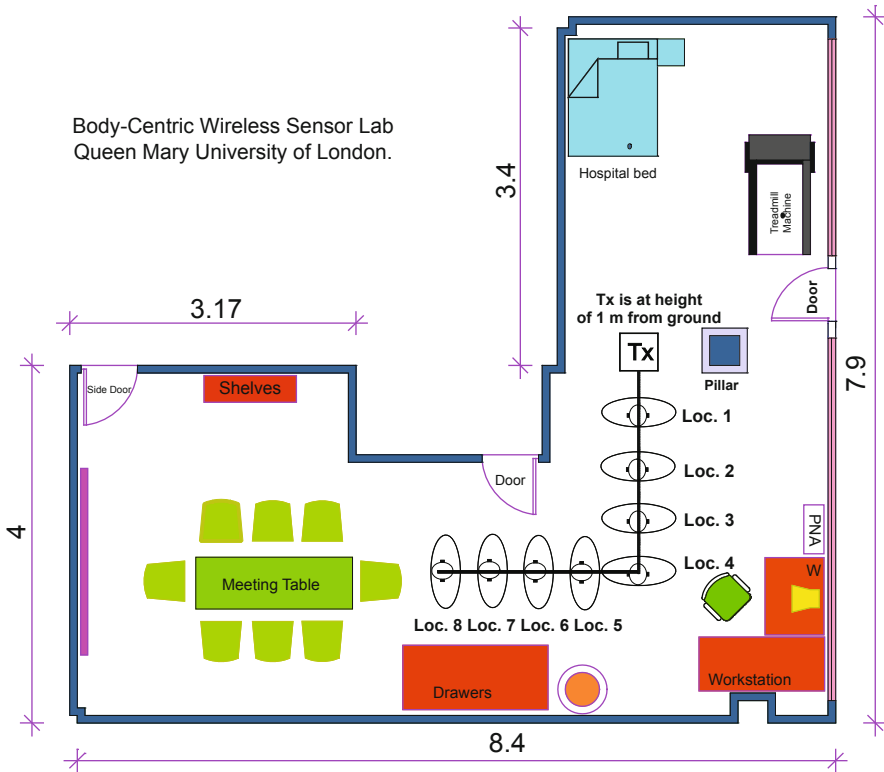 Body-Centric Wireless Sensor Lab
Queen Mary University of London.
3.4
Hospital bed
Treadmill
Machine
3.17
Tx is at height
of 1 m from ground
Door
Tx
Pillar
7.9
Side Door
Shelves
Loc. 1
Door
Loc. 2
4
Loc. 3
PNA
Loc. 4
W
Meeting Table
Loc. 8 Loc. 7 Loc. 6 Loc. 5
Drawers
Workstation
8.4